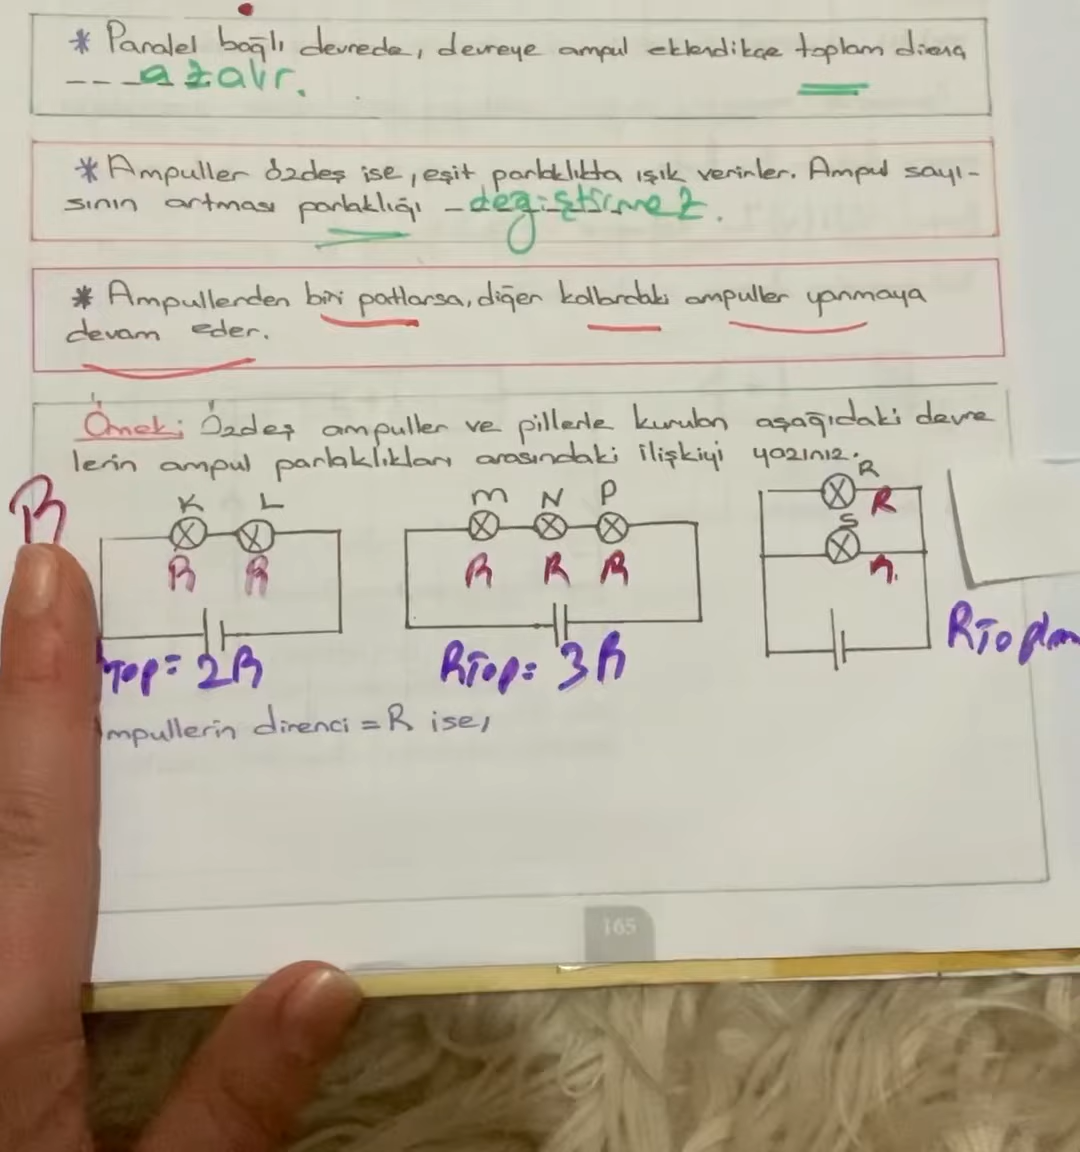 * Paralel bağlı devrede, devreye ampul eklendikçe toplam direnç
---- azalır.
* Ampuller özdeş ise, eşit parlaklıkta ışık verirler. Ampul sayı-
sının artması parlaklığı - değiştirmez.
* Ampullerden biri patlarsa, diğer kollardaki ampuller yanmaya
devam eder.
Örnek: Özdeş ampuller ve pillerle kurulan aşağıdaki devre
lerin ampul parlaklıkları arasındaki ilişkiyi yazınız.
R
K L M N P R
R S
R R R R R R.
Top = 2R RTop = 3R RToplam
mpullerin direnci = R ise,
165